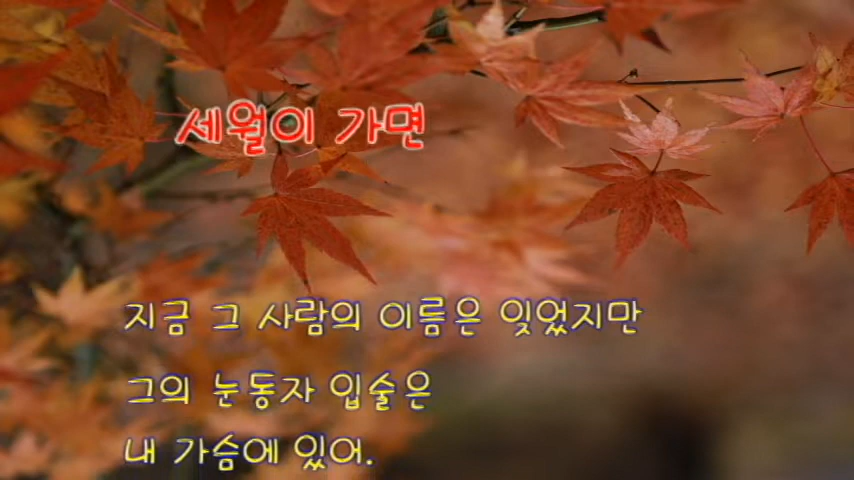 세월이 가면
지금 그 사람의 이름은 잊었지만
그의 눈동자 입술은
내 가슴에 있어.